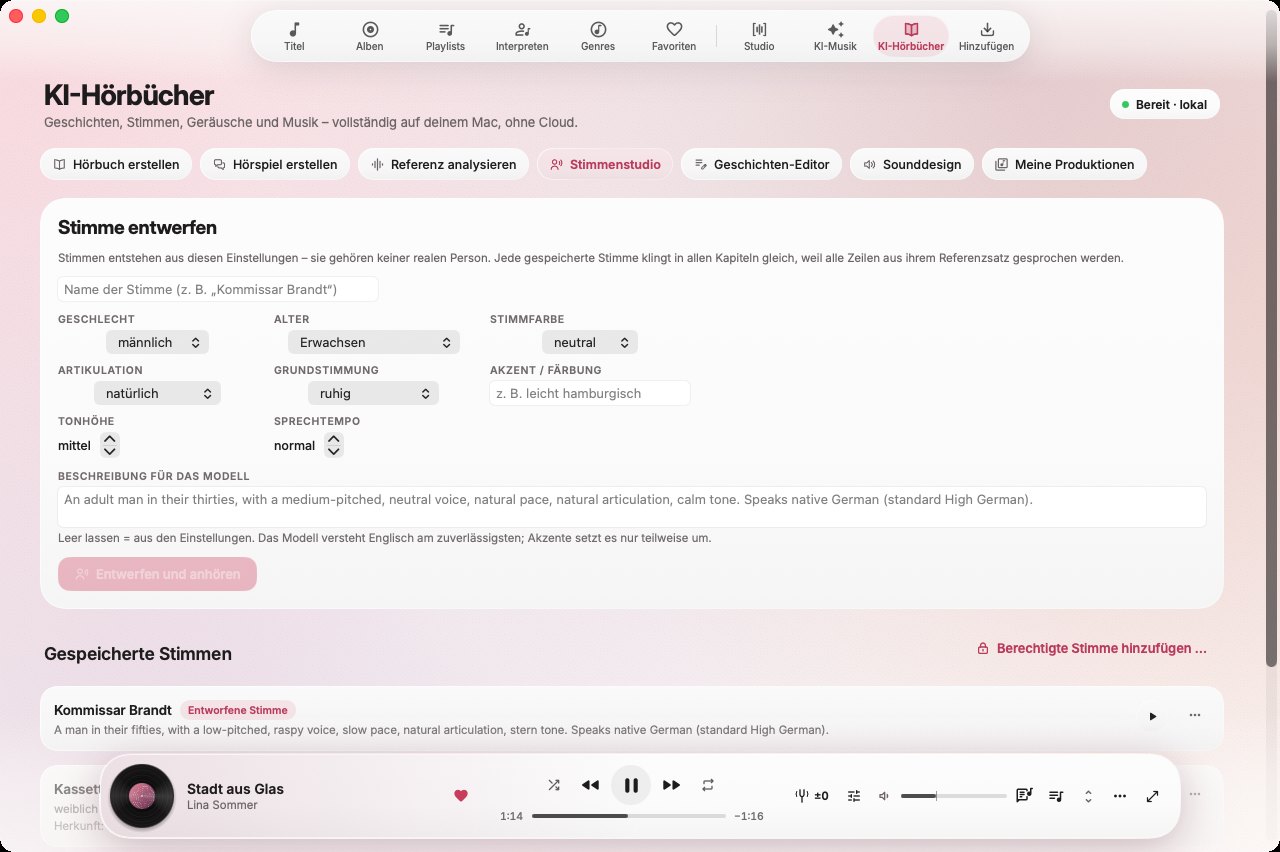 Titel
Alben
Playlists
Interpreten
Genres
Favoriten
Studio
KI-Musik
KI-Hörbücher
Hinzufügen
KI-Hörbücher
Geschichten, Stimmen, Geräusche und Musik – vollständig auf deinem Mac, ohne Cloud.
Bereit · lokal
Hörbuch erstellen
Hörspiel erstellen
Referenz analysieren
Stimmenstudio
Geschichten-Editor
Sounddesign
Meine Produktionen
Stimme entwerfen
Stimmen entstehen aus diesen Einstellungen – sie gehören keiner realen Person. Jede gespeicherte Stimme klingt in allen Kapiteln gleich, weil alle Zeilen aus ihrem Referenzsatz gesprochen werden.
Name der Stimme (z. B. „Kommissar Brandt“)
GESCHLECHT
ALTER
STIMMFARBE
männlich
Erwachsen
neutral
ARTIKULATION
GRUNDSTIMMUNG
AKZENT / FÄRBUNG
natürlich
ruhig
z. B. leicht hamburgisch
TONHÖHE
SPRECHTEMPO
mittel
normal
BESCHREIBUNG FÜR DAS MODELL
An adult man in their thirties, with a medium-pitched, neutral voice, natural pace, natural articulation, calm tone. Speaks native German (standard High German).
Leer lassen = aus den Einstellungen. Das Modell versteht Englisch am zuverlässigsten; Akzente setzt es nur teilweise um.
Entwerfen und anhören
Gespeicherte Stimmen
Berechtigte Stimme hinzufügen ...
Kommissar Brandt
Entworfene Stimme
A man in their fifties, with a low-pitched, raspy voice, slow pace, natural articulation, stern tone. Speaks native German (standard High German).
weiblich
Herkunft:
Stadt aus Glas
Lina Sommer
1:14
−1:16
±0